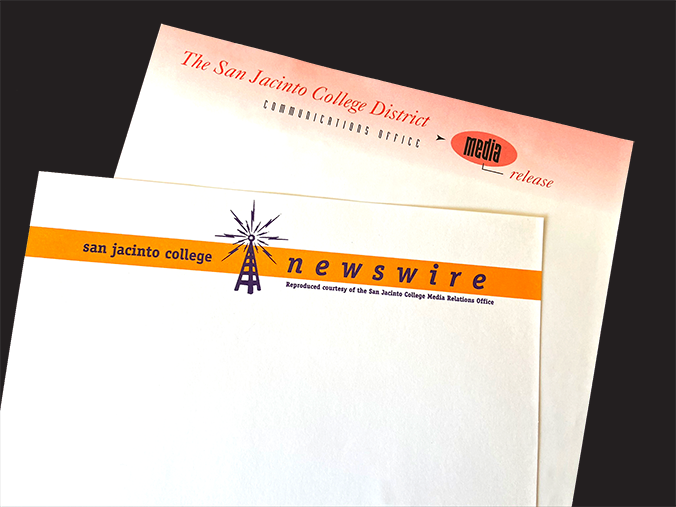 The San Jacinto College District
COMMUNICATIONS OFFICE
media
release
san jacinto college
newswire
Reproduced courtesy of the San Jacinto College Media Relations Office